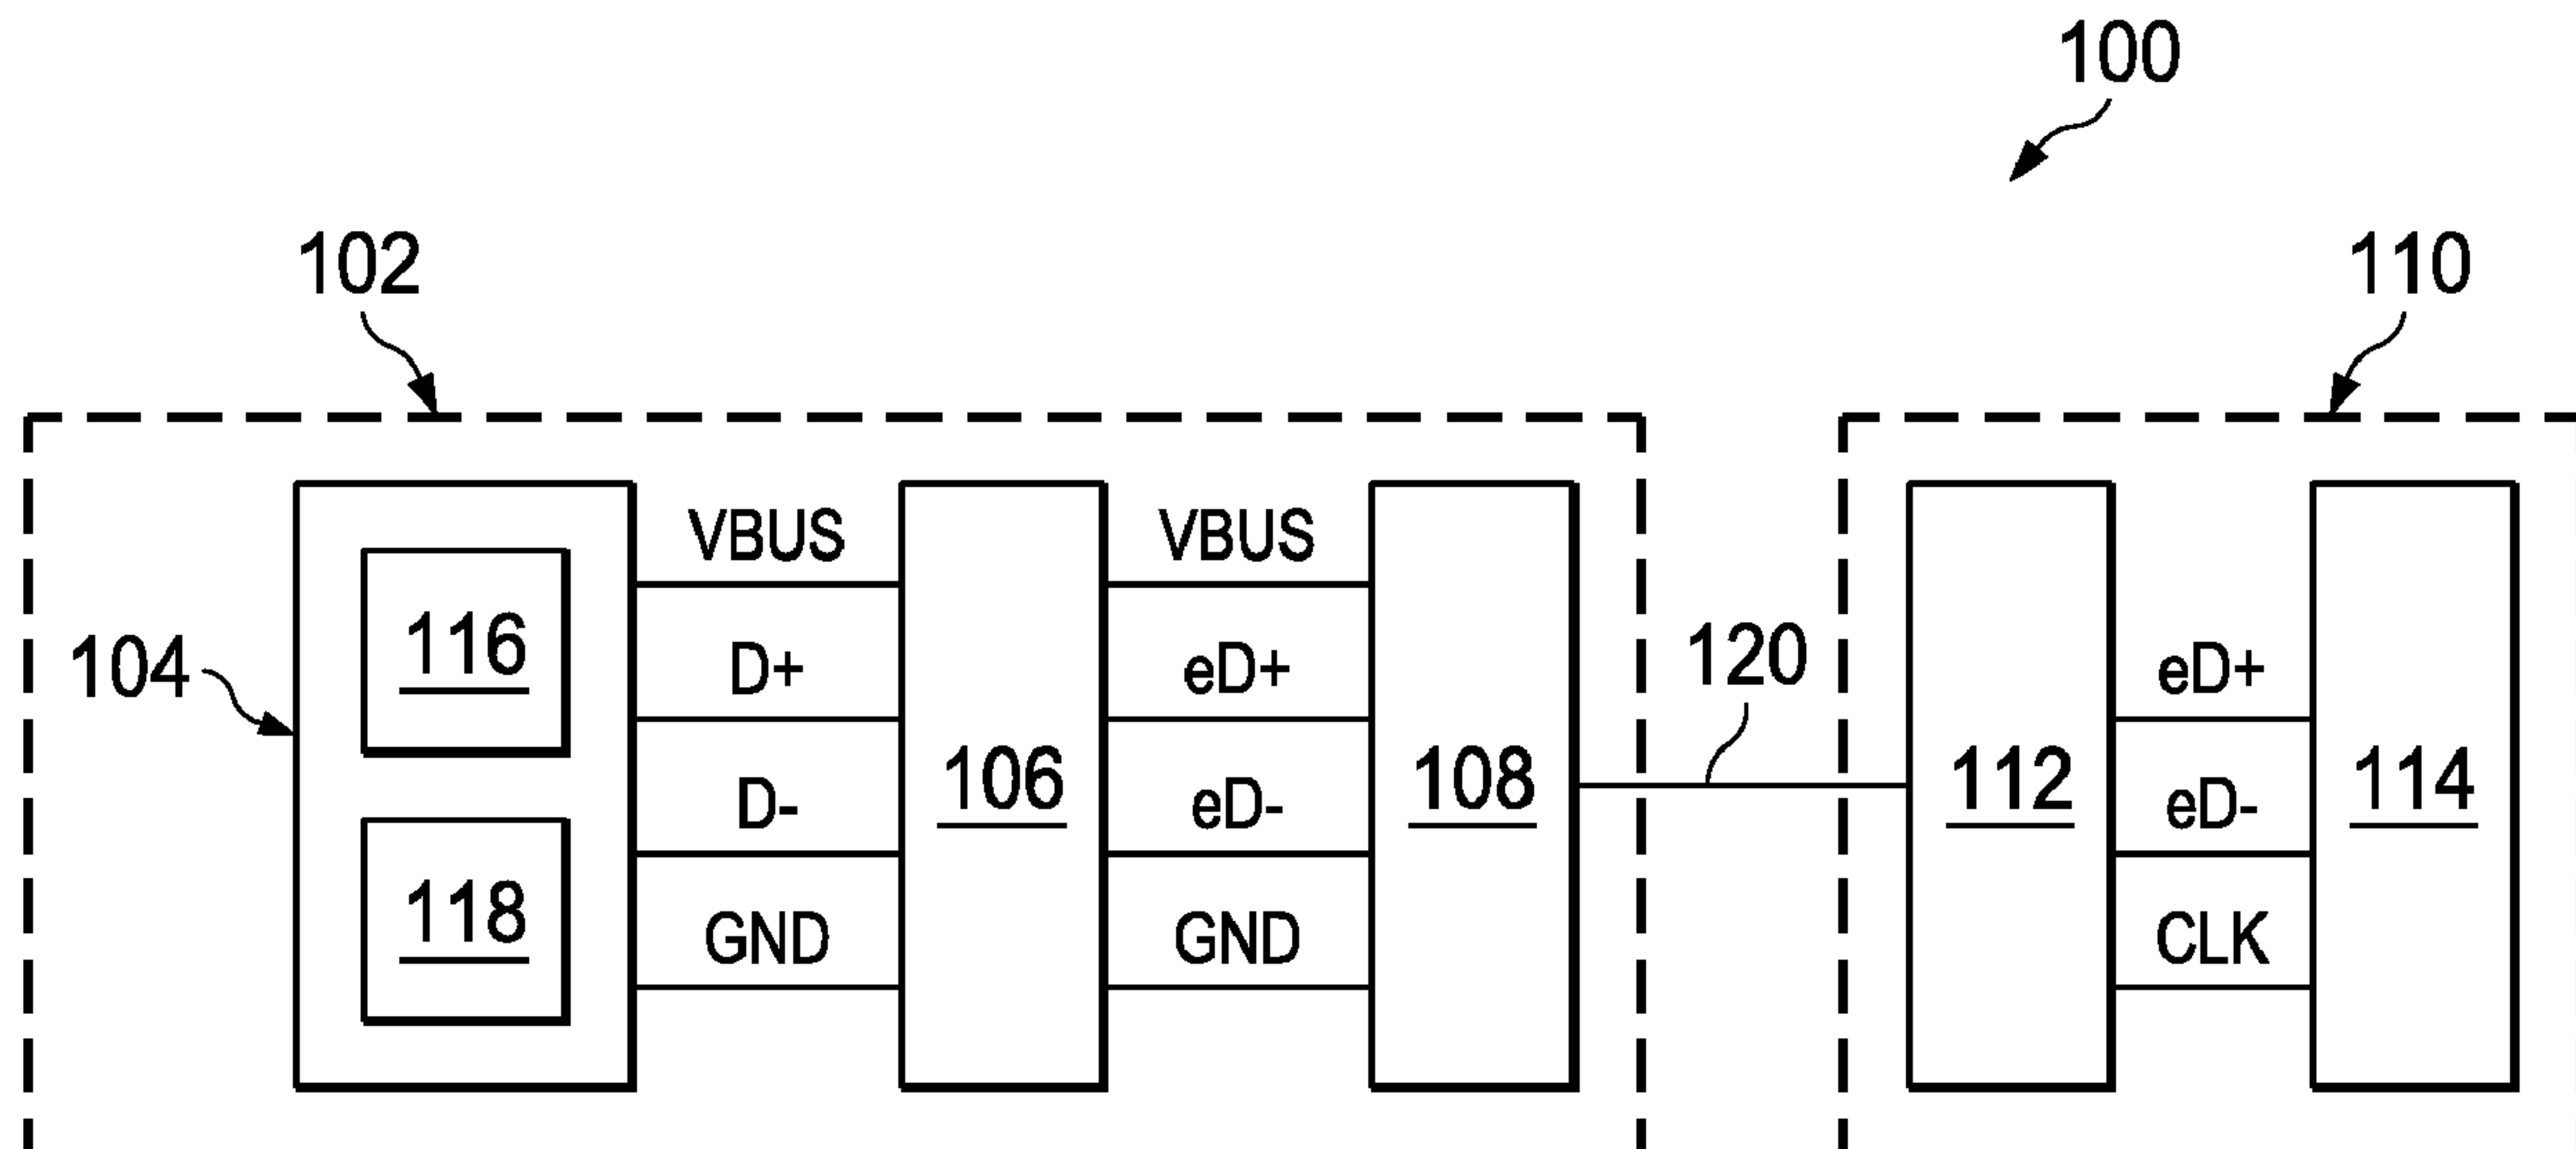 100
102
110
VBUS
VBUS
116
104
D+
eD+
120
eD+
D-
106
eD-
108
112
eD-
114
118
GND
GND
CLK